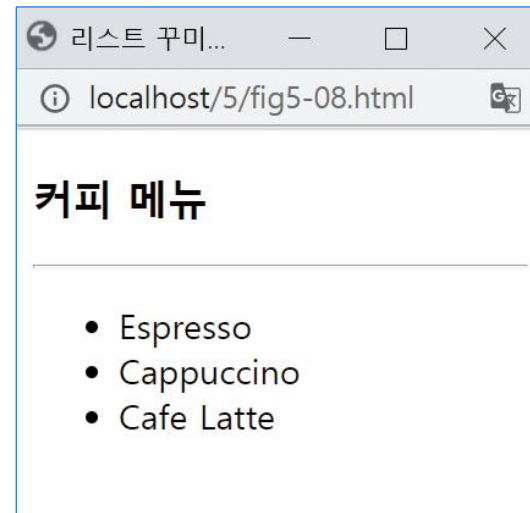 리스트 꾸미...
localhost/5/fig5-08.html
커피 메뉴
Espresso
Cappuccino
Cafe Latte